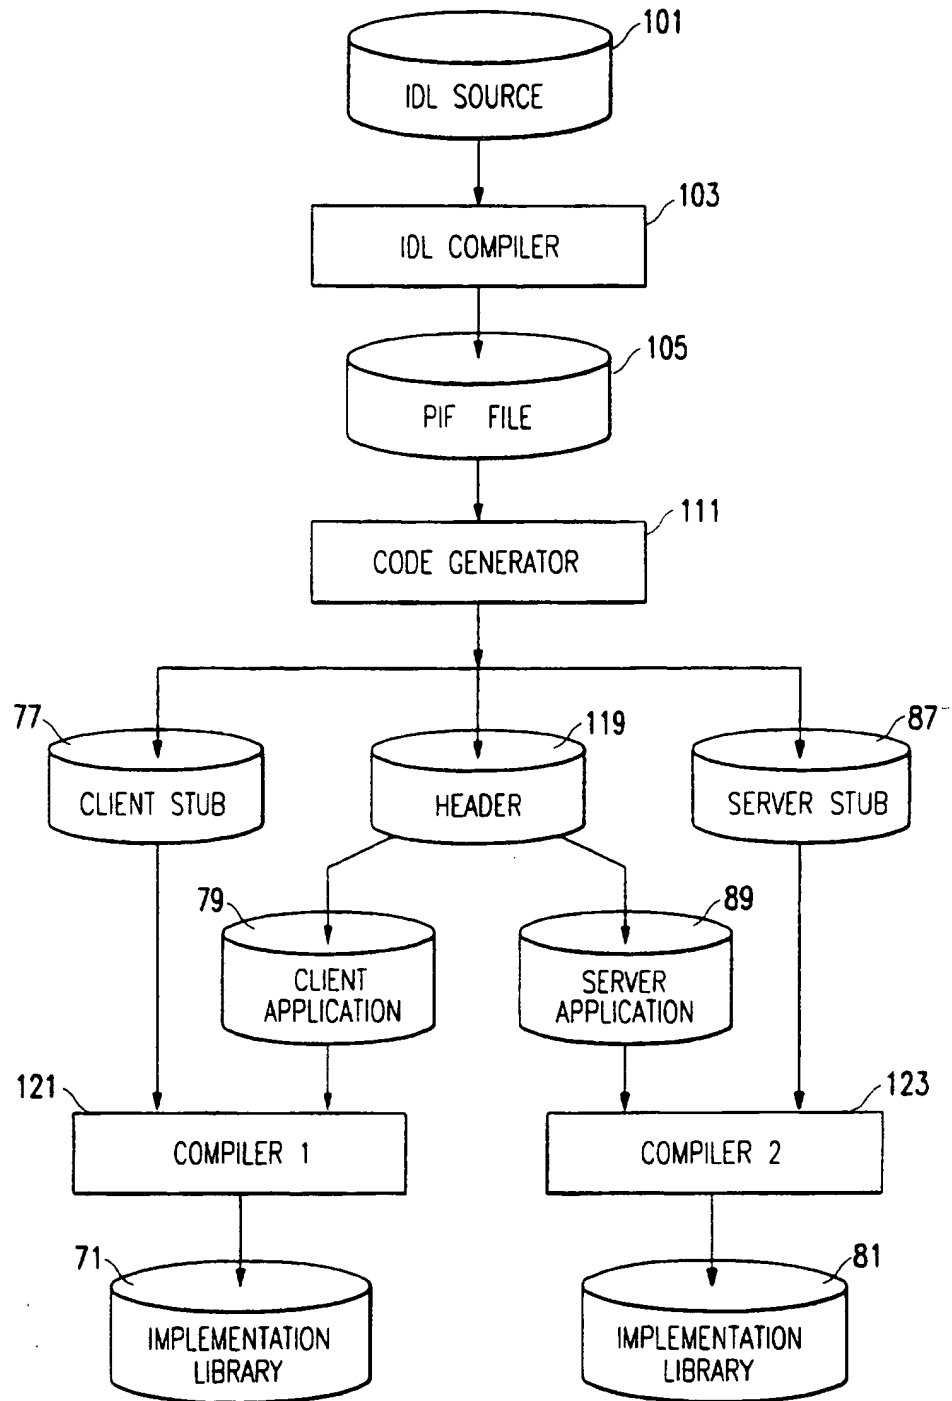 101
IDL SOURCE
103
IDL COMPILER
105
PIF FILE
111
CODE GENERATOR
77
119
87
CLIENT STUB
HEADER
SERVER STUB
79
89
CLIENT
APPLICATION
SERVER
APPLICATION
121
123
COMPILER 1
COMPILER 2
71
81
IMPLEMENTATION
LIBRARY
IMPLEMENTATION
LIBRARY